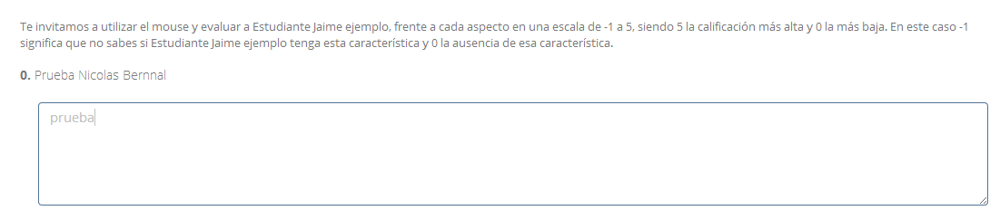 Te invitamos a utilizar el mouse y evaluar a Estudiante Jaime ejemplo, frente a cada aspecto en una escala de -1 a 5, siendo 5 la calificación más alta y 0 la más baja. En este caso -1
significa que no sabes si Estudiante Jaime ejemplo tenga esta característica y 0 la ausencia de esa característica.
0. Prueba Nicolas Bernnal
prueba